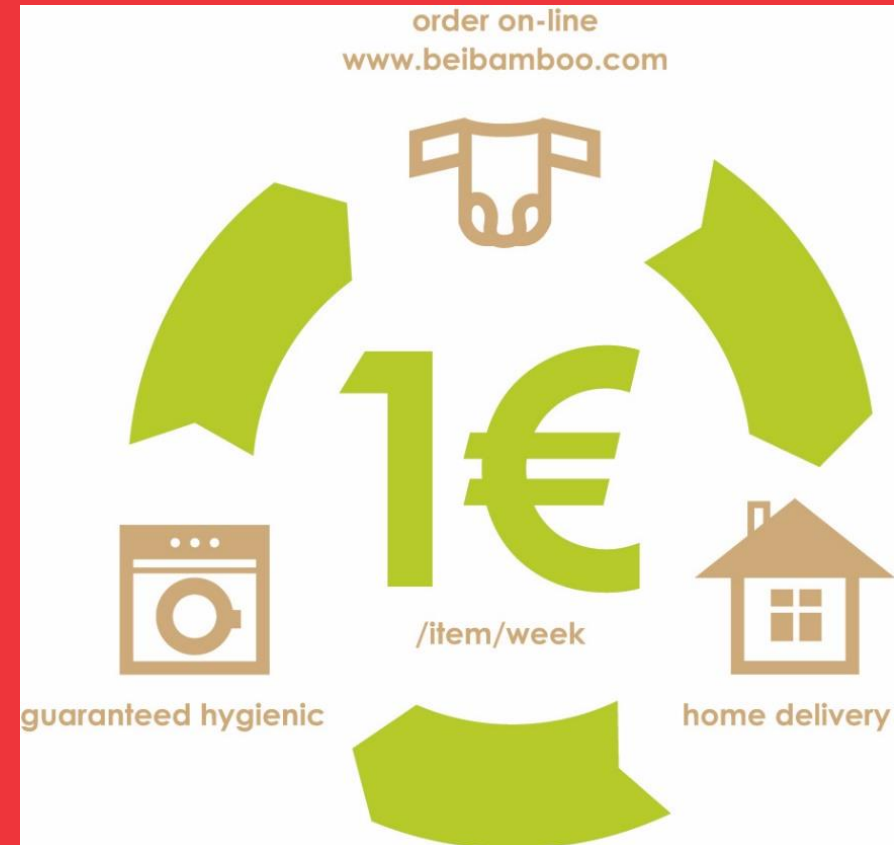 order on-line
www.beibamboo.com
1€
/item/week
guaranteed hygienic
home delivery